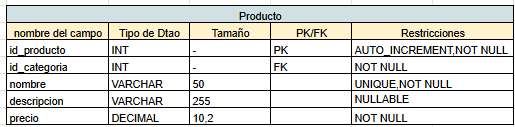 Producto
nombre del campo Tipo de Dtao Tamaño PK/FK Restricciones
id_producto INT - PK AUTO_INCREMENT,NOT NULL
id_categoria INT - FK NOT NULL
nombre VARCHAR 50 UNIQUE,NOT NULL
descripcion VARCHAR 255 NULLABLE
precio DECIMAL 10,2 NOT NULL